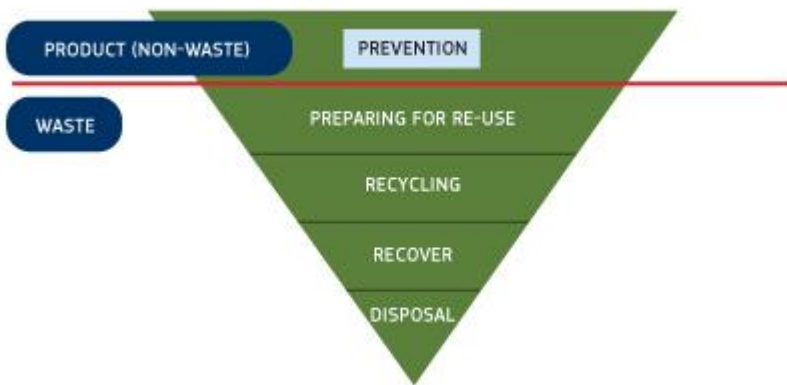 PRODUCT (NON-WASTE)
PREVENTION
WASTE
PREPARING FOR RE-USE
RECYCLING
RECOVER
DISPOSAL